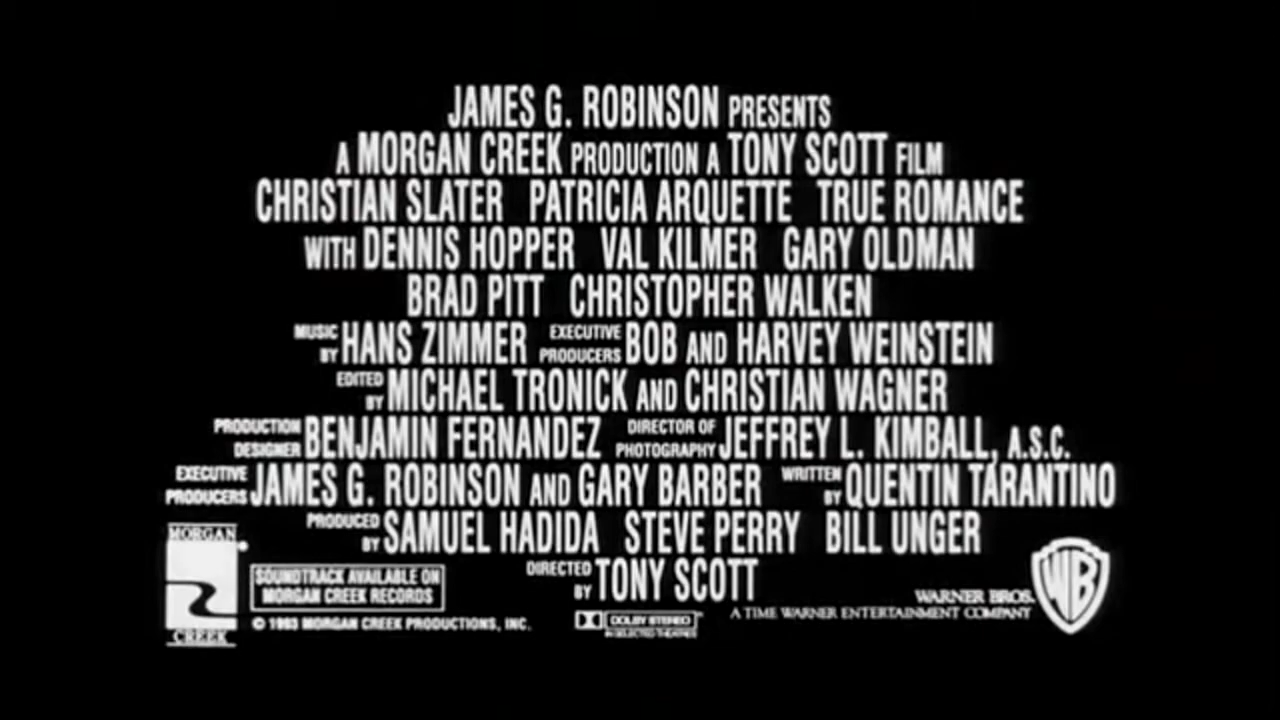 JAMES G. ROBINSON PRESENTS
A MORGAN CREEK PRODUCTION A TONY SCOTT FILM
CHRISTIAN SLATER PATRICIA ARQUETTE TRUE ROMANCE
WITH DENNIS HOPPER VAL KILMER GARY OLDMAN
BRAD PITT CHRISTOPHER WALKEN
MUSIC BY HANS ZIMMER EXECUTIVE PRODUCERS BOB AND HARVEY WEINSTEIN
EDITED BY MICHAEL TRONICK AND CHRISTIAN WAGNER
PRODUCTION DESIGNER BENJAMIN FERNANDEZ DIRECTOR OF PHOTOGRAPHY JEFFREY L. KIMBALL, A.S.C.
EXECUTIVE PRODUCERS JAMES G. ROBINSON AND GARY BARBER WRITTEN BY QUENTIN TARANTINO
PRODUCED BY SAMUEL HADIDA STEVE PERRY BILL UNGER
DIRECTED BY TONY SCOTT
MORGAN
CREEK
SOUNDTRACK AVAILABLE ON
MORGAN CREEK RECORDS
© 1993 MORGAN CREEK PRODUCTIONS, INC.
DOLBY STEREO
IN SELECTED THEATRES
WARNER BROS.
A TIME WARNER ENTERTAINMENT COMPANY
WB